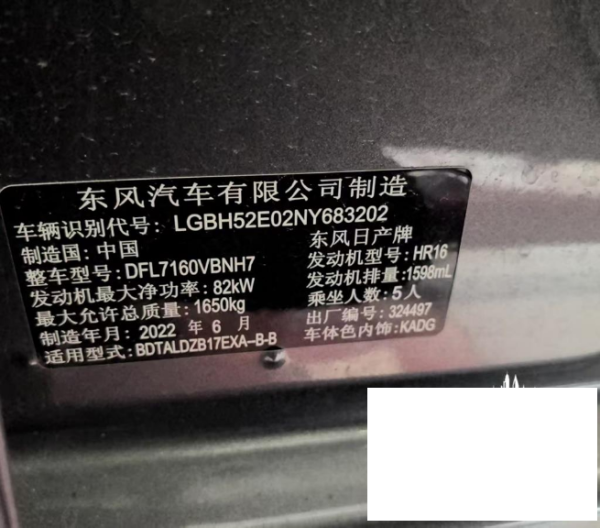 东风汽车有限公司制造
车辆识别代号: LGBH52E02NY683202
制造国: 中国 东风日产牌
整车型号: DFL7160VBNH7 发动机型号: HR16
发动机最大净功率: 82kW 发动机排量: 1598mL
最大允许总质量: 1650kg 乘坐人数: 5人
制造年月: 2022 年 6 月 出厂编号: 324497
适用型式: BDTALDZB17EXA-B-B 车体色内饰: KADG